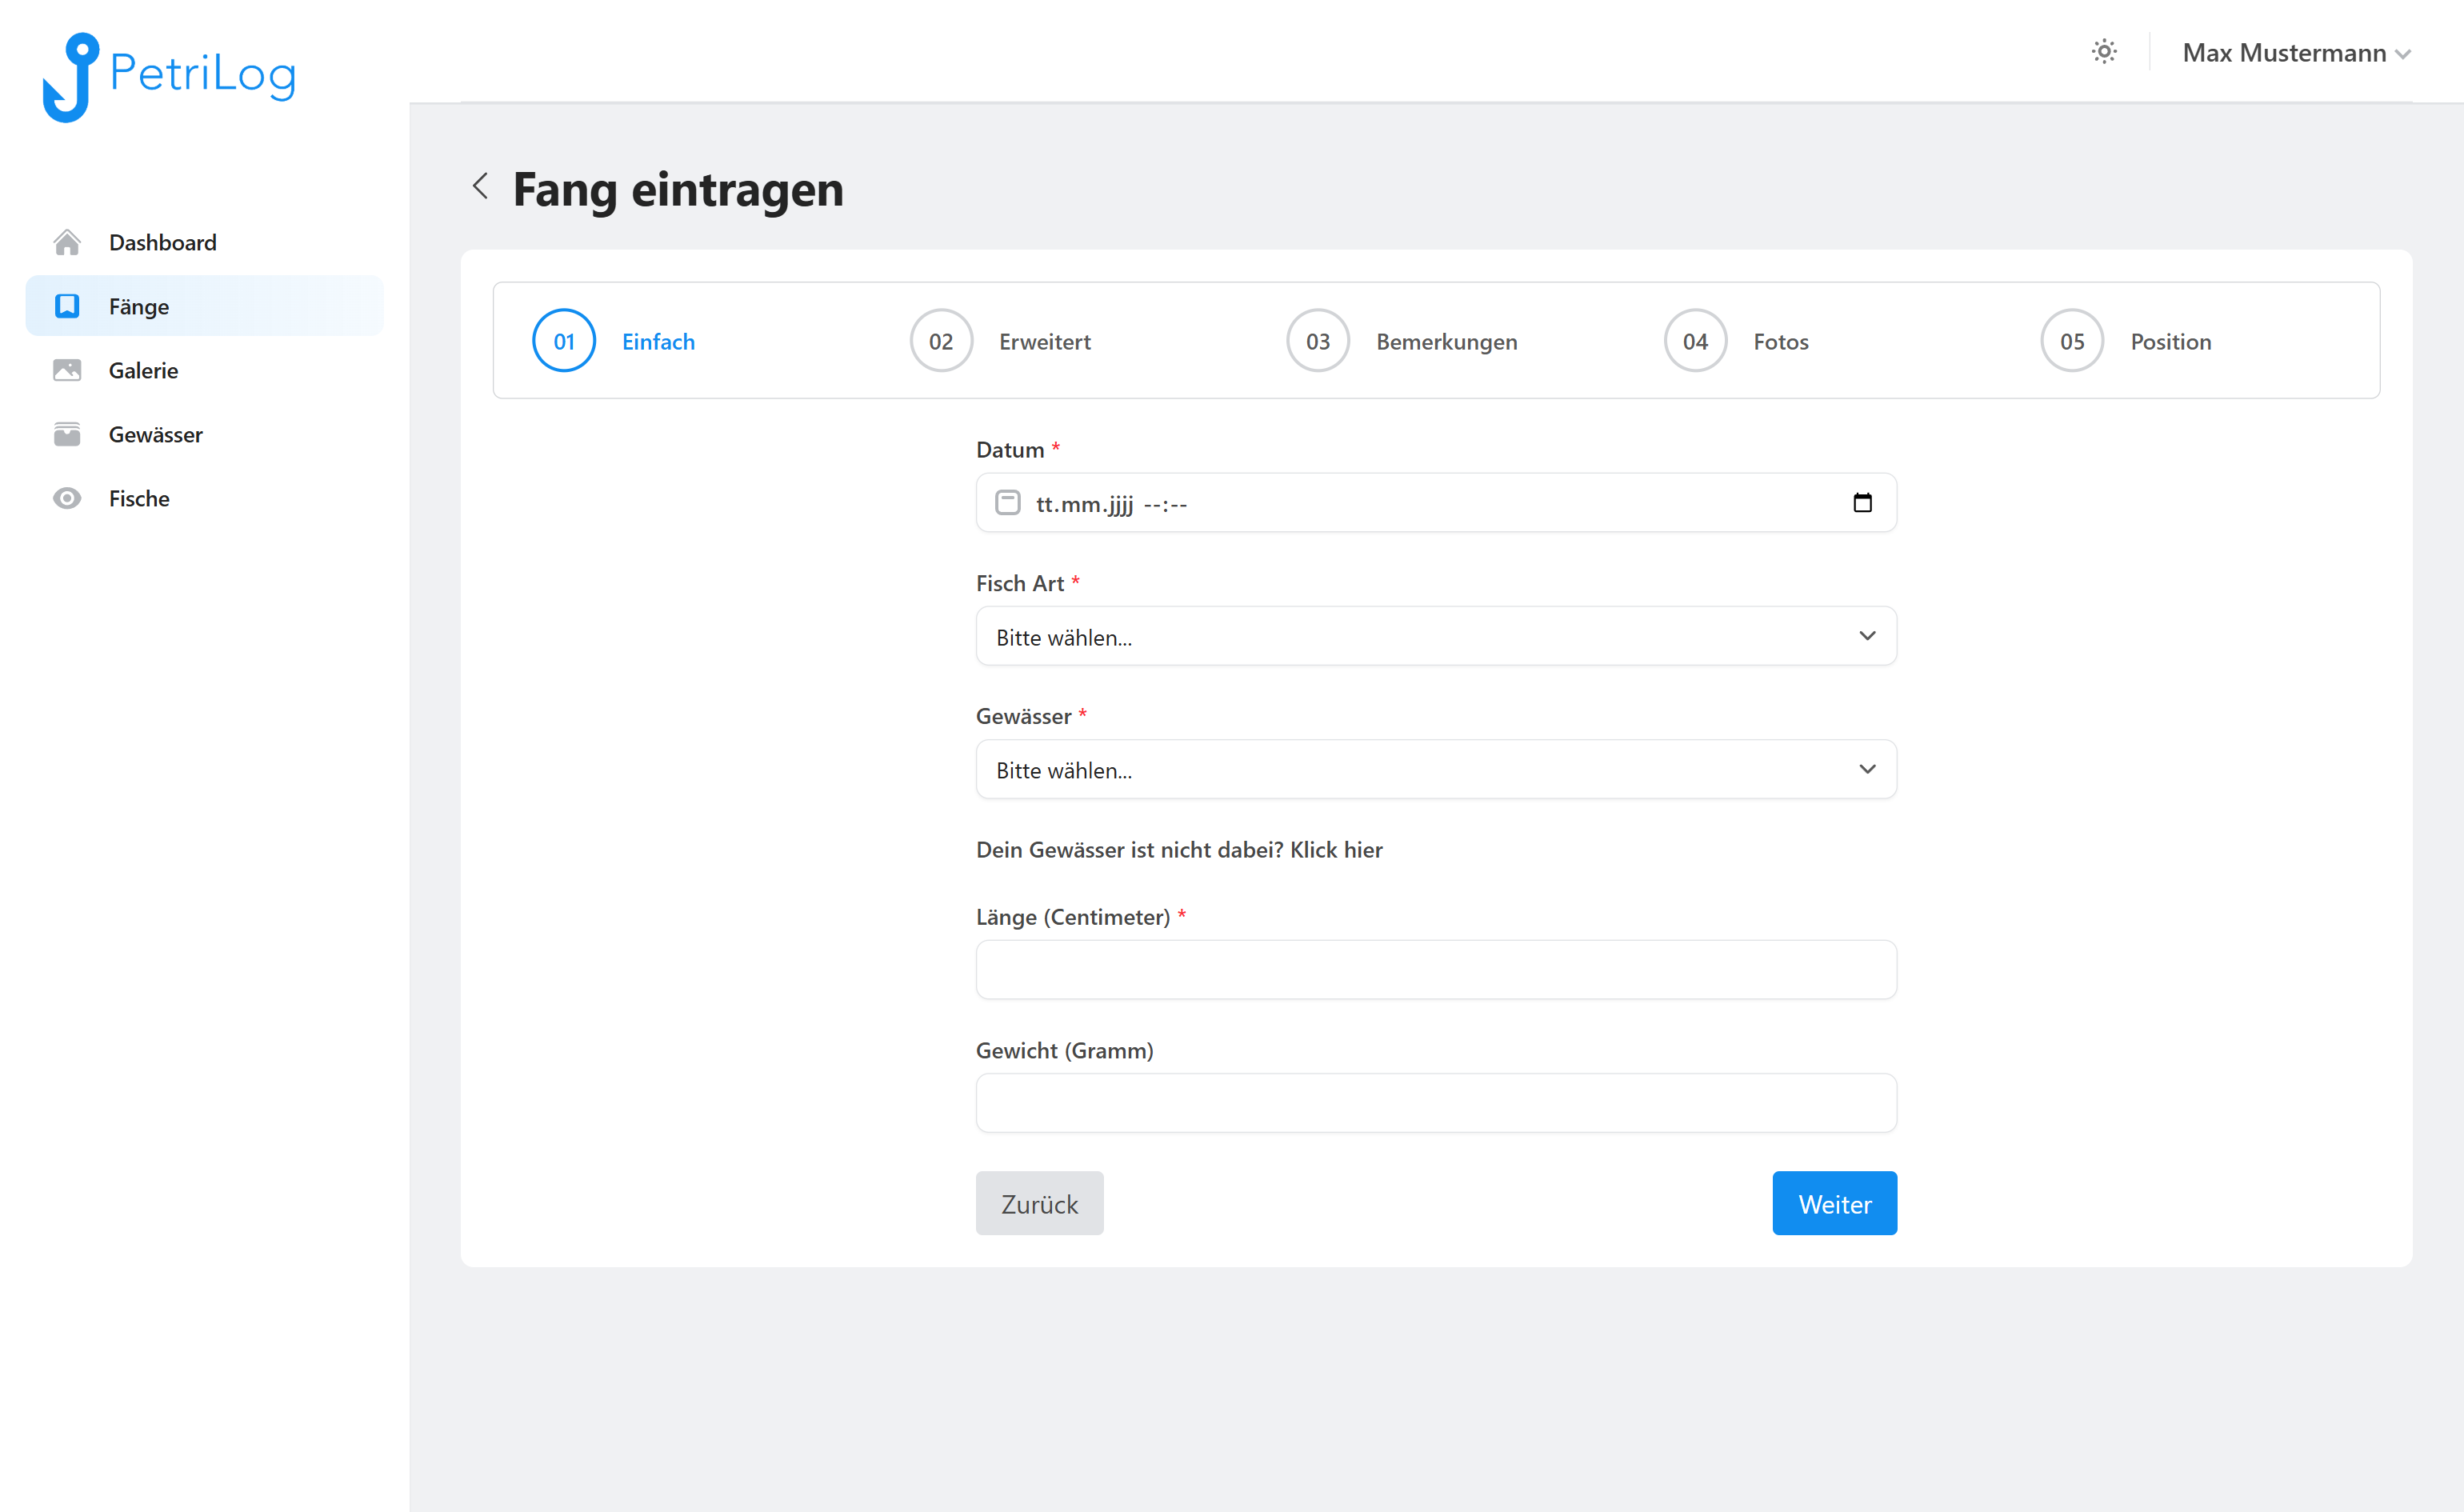 PetriLog
Max Mustermann
Dashboard
Fänge
Galerie
Gewässer
Fische
Fang eintragen
01 Einfach
02 Erweitert
03 Bemerkungen
04 Fotos
05 Position
Datum *
tt.mm.jjjj --:--
Fisch Art *
Bitte wählen...
Gewässer *
Bitte wählen...
Dein Gewässer ist nicht dabei? Klick hier
Länge (Centimeter) *
Gewicht (Gramm)
Zurück
Weiter